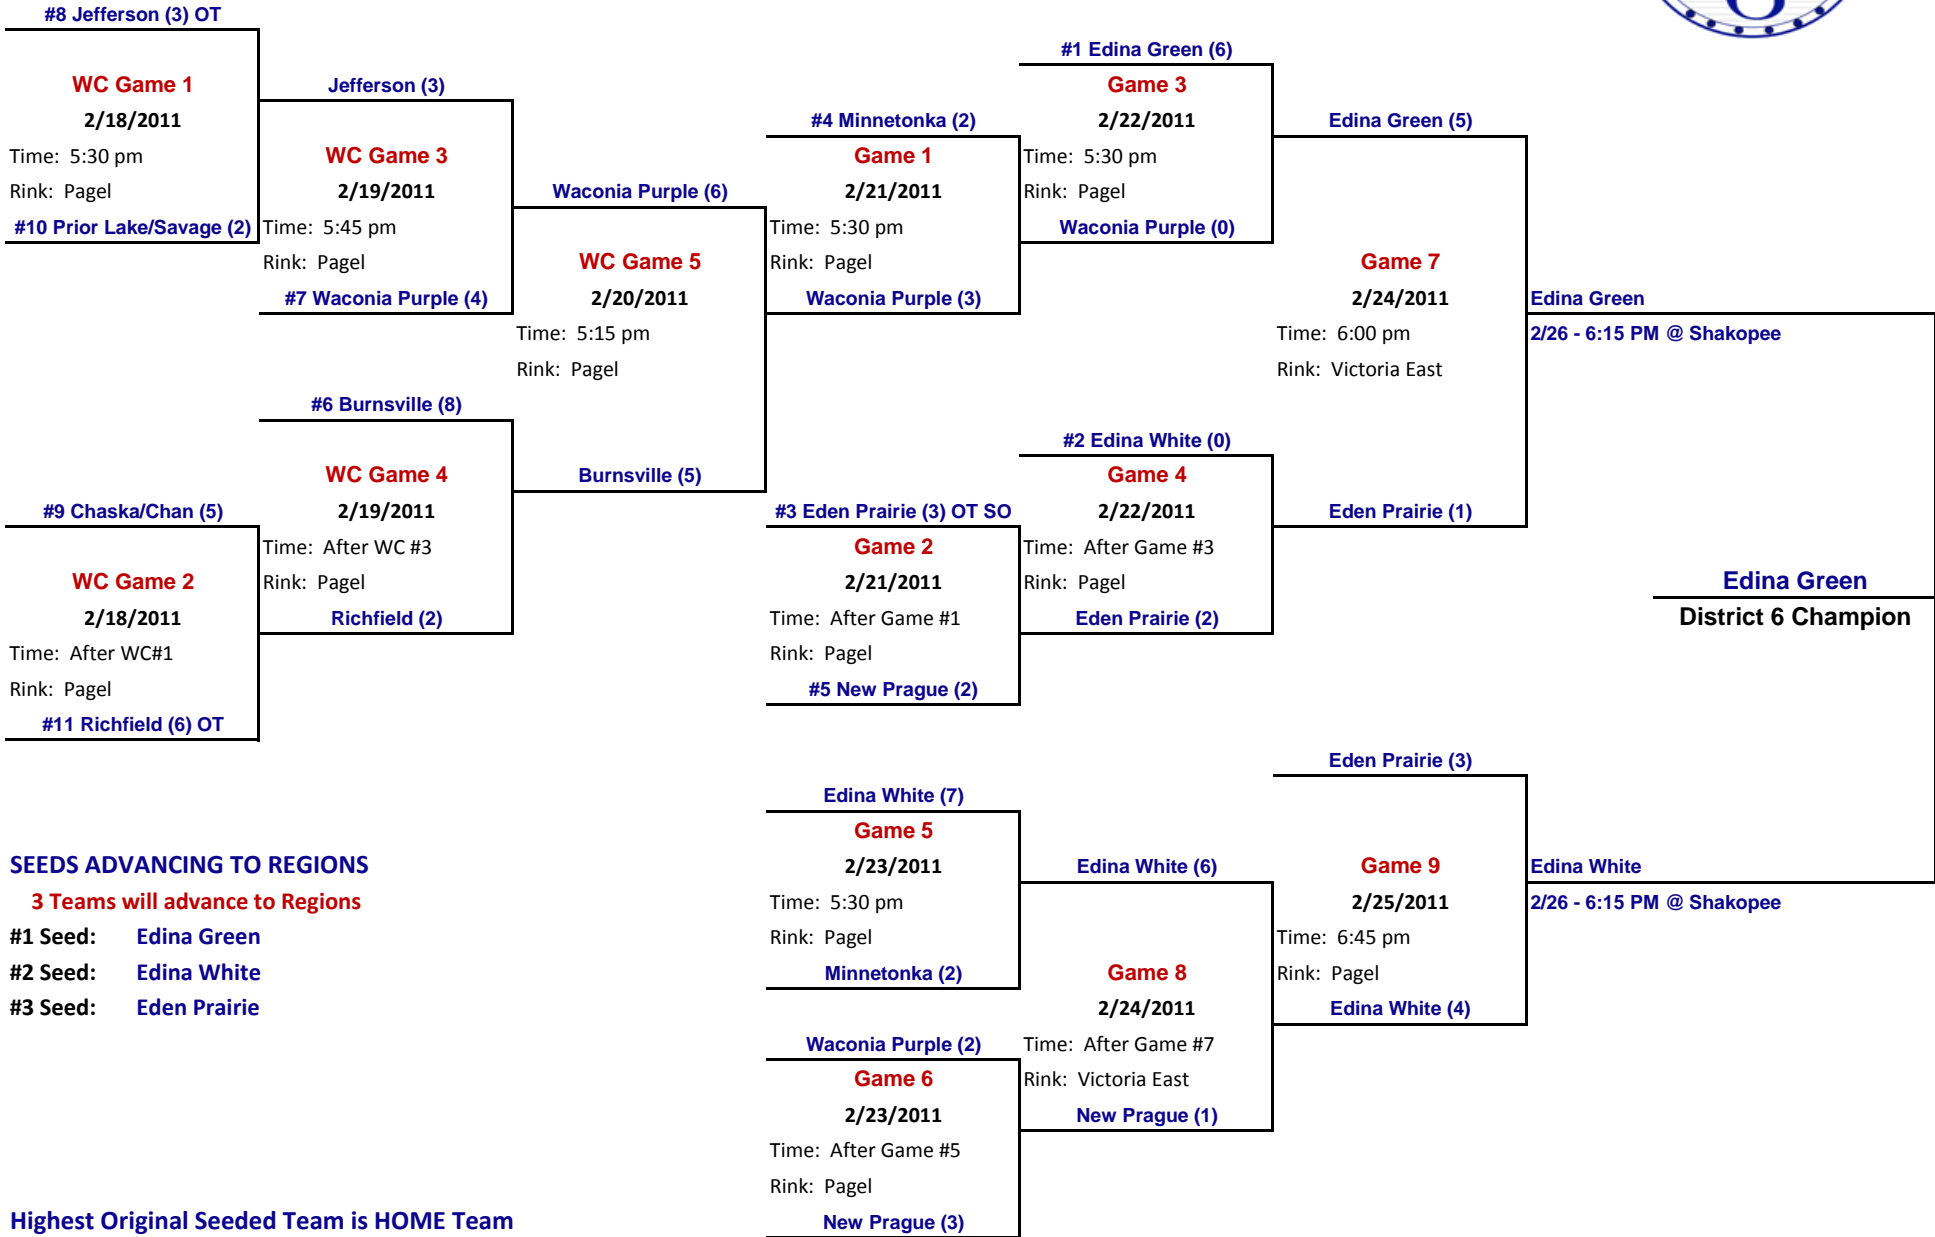 #8 Jefferson (3) OT
WC Game 1
2/18/2011
Time: 5:30 pm
Rink: Pagel
#10 Prior Lake/Savage (2)
#9 Chaska/Chan (5)
WC Game 2
2/18/2011
Time: After WC#1
Rink: Pagel
#11 Richfield (6) OT
Jefferson (3)
WC Game 3
2/19/2011
Time: 5:45 pm
Rink: Pagel
#7 Waconia Purple (4)
#6 Burnsville (8)
WC Game 4
2/19/2011
Time: After WC #3
Rink: Pagel
Richfield (2)
Waconia Purple (6)
WC Game 5
2/20/2011
Time: 5:15 pm
Rink: Pagel
Burnsville (5)
#4 Minnetonka (2)
Game 1
2/21/2011
Time: 5:30 pm
Rink: Pagel
Waconia Purple (3)
#3 Eden Prairie (3) OT SO
Game 2
2/21/2011
Time: After Game #1
Rink: Pagel
#5 New Prague (2)
#1 Edina Green (6)
Game 3
2/22/2011
Time: 5:30 pm
Rink: Pagel
Waconia Purple (0)
#2 Edina White (0)
Game 4
2/22/2011
Time: After Game #3
Rink: Pagel
Eden Prairie (2)
Edina Green (5)
Game 7
2/24/2011
Time: 6:00 pm
Rink: Victoria East
Eden Prairie (1)
Edina Green
2/26 - 6:15 PM @ Shakopee
Edina Green
District 6 Champion
Edina White (7)
Game 5
2/23/2011
Time: 5:30 pm
Rink: Pagel
Minnetonka (2)
Waconia Purple (2)
Game 6
2/23/2011
Time: After Game #5
Rink: Pagel
New Prague (3)
Edina White (6)
Game 8
2/24/2011
Time: After Game #7
Rink: Victoria East
New Prague (1)
Eden Prairie (3)
Game 9
2/25/2011
Time: 6:45 pm
Rink: Pagel
Edina White (4)
Edina White
2/26 - 6:15 PM @ Shakopee
SEEDS ADVANCING TO REGIONS
3 Teams will advance to Regions
#1 Seed: Edina Green
#2 Seed: Edina White
#3 Seed: Eden Prairie
Highest Original Seeded Team is HOME Team